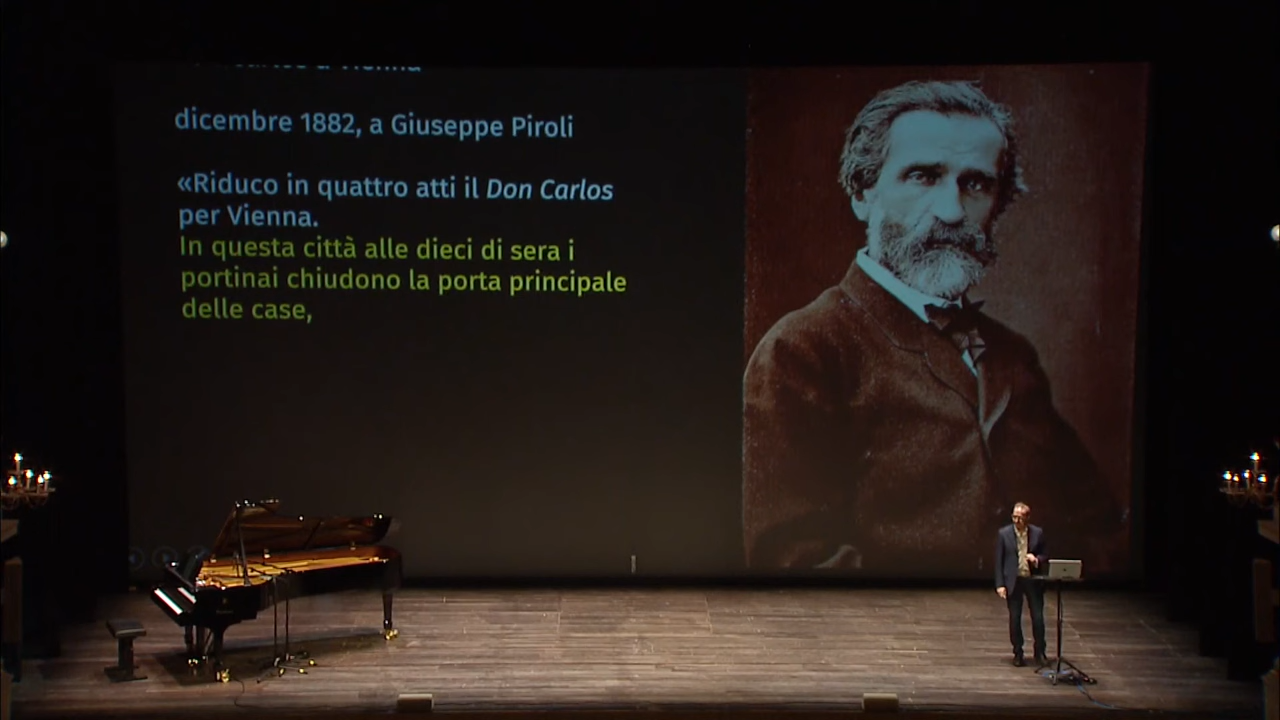 dicembre 1882, a Giuseppe Piroli
«Riduco in quattro atti il Don Carlos
per Vienna.
In questa città alle dieci di sera i
portinai chiudono la porta principale
delle case,